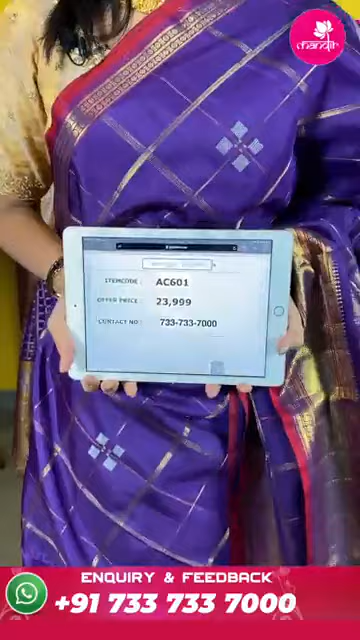 mandir
ITEMCODE : AC601
OFFER PRICE : 23,999
CONTACT NO : 733-733-7000
ENQUIRY & FEEDBACK
+91 733 733 7000